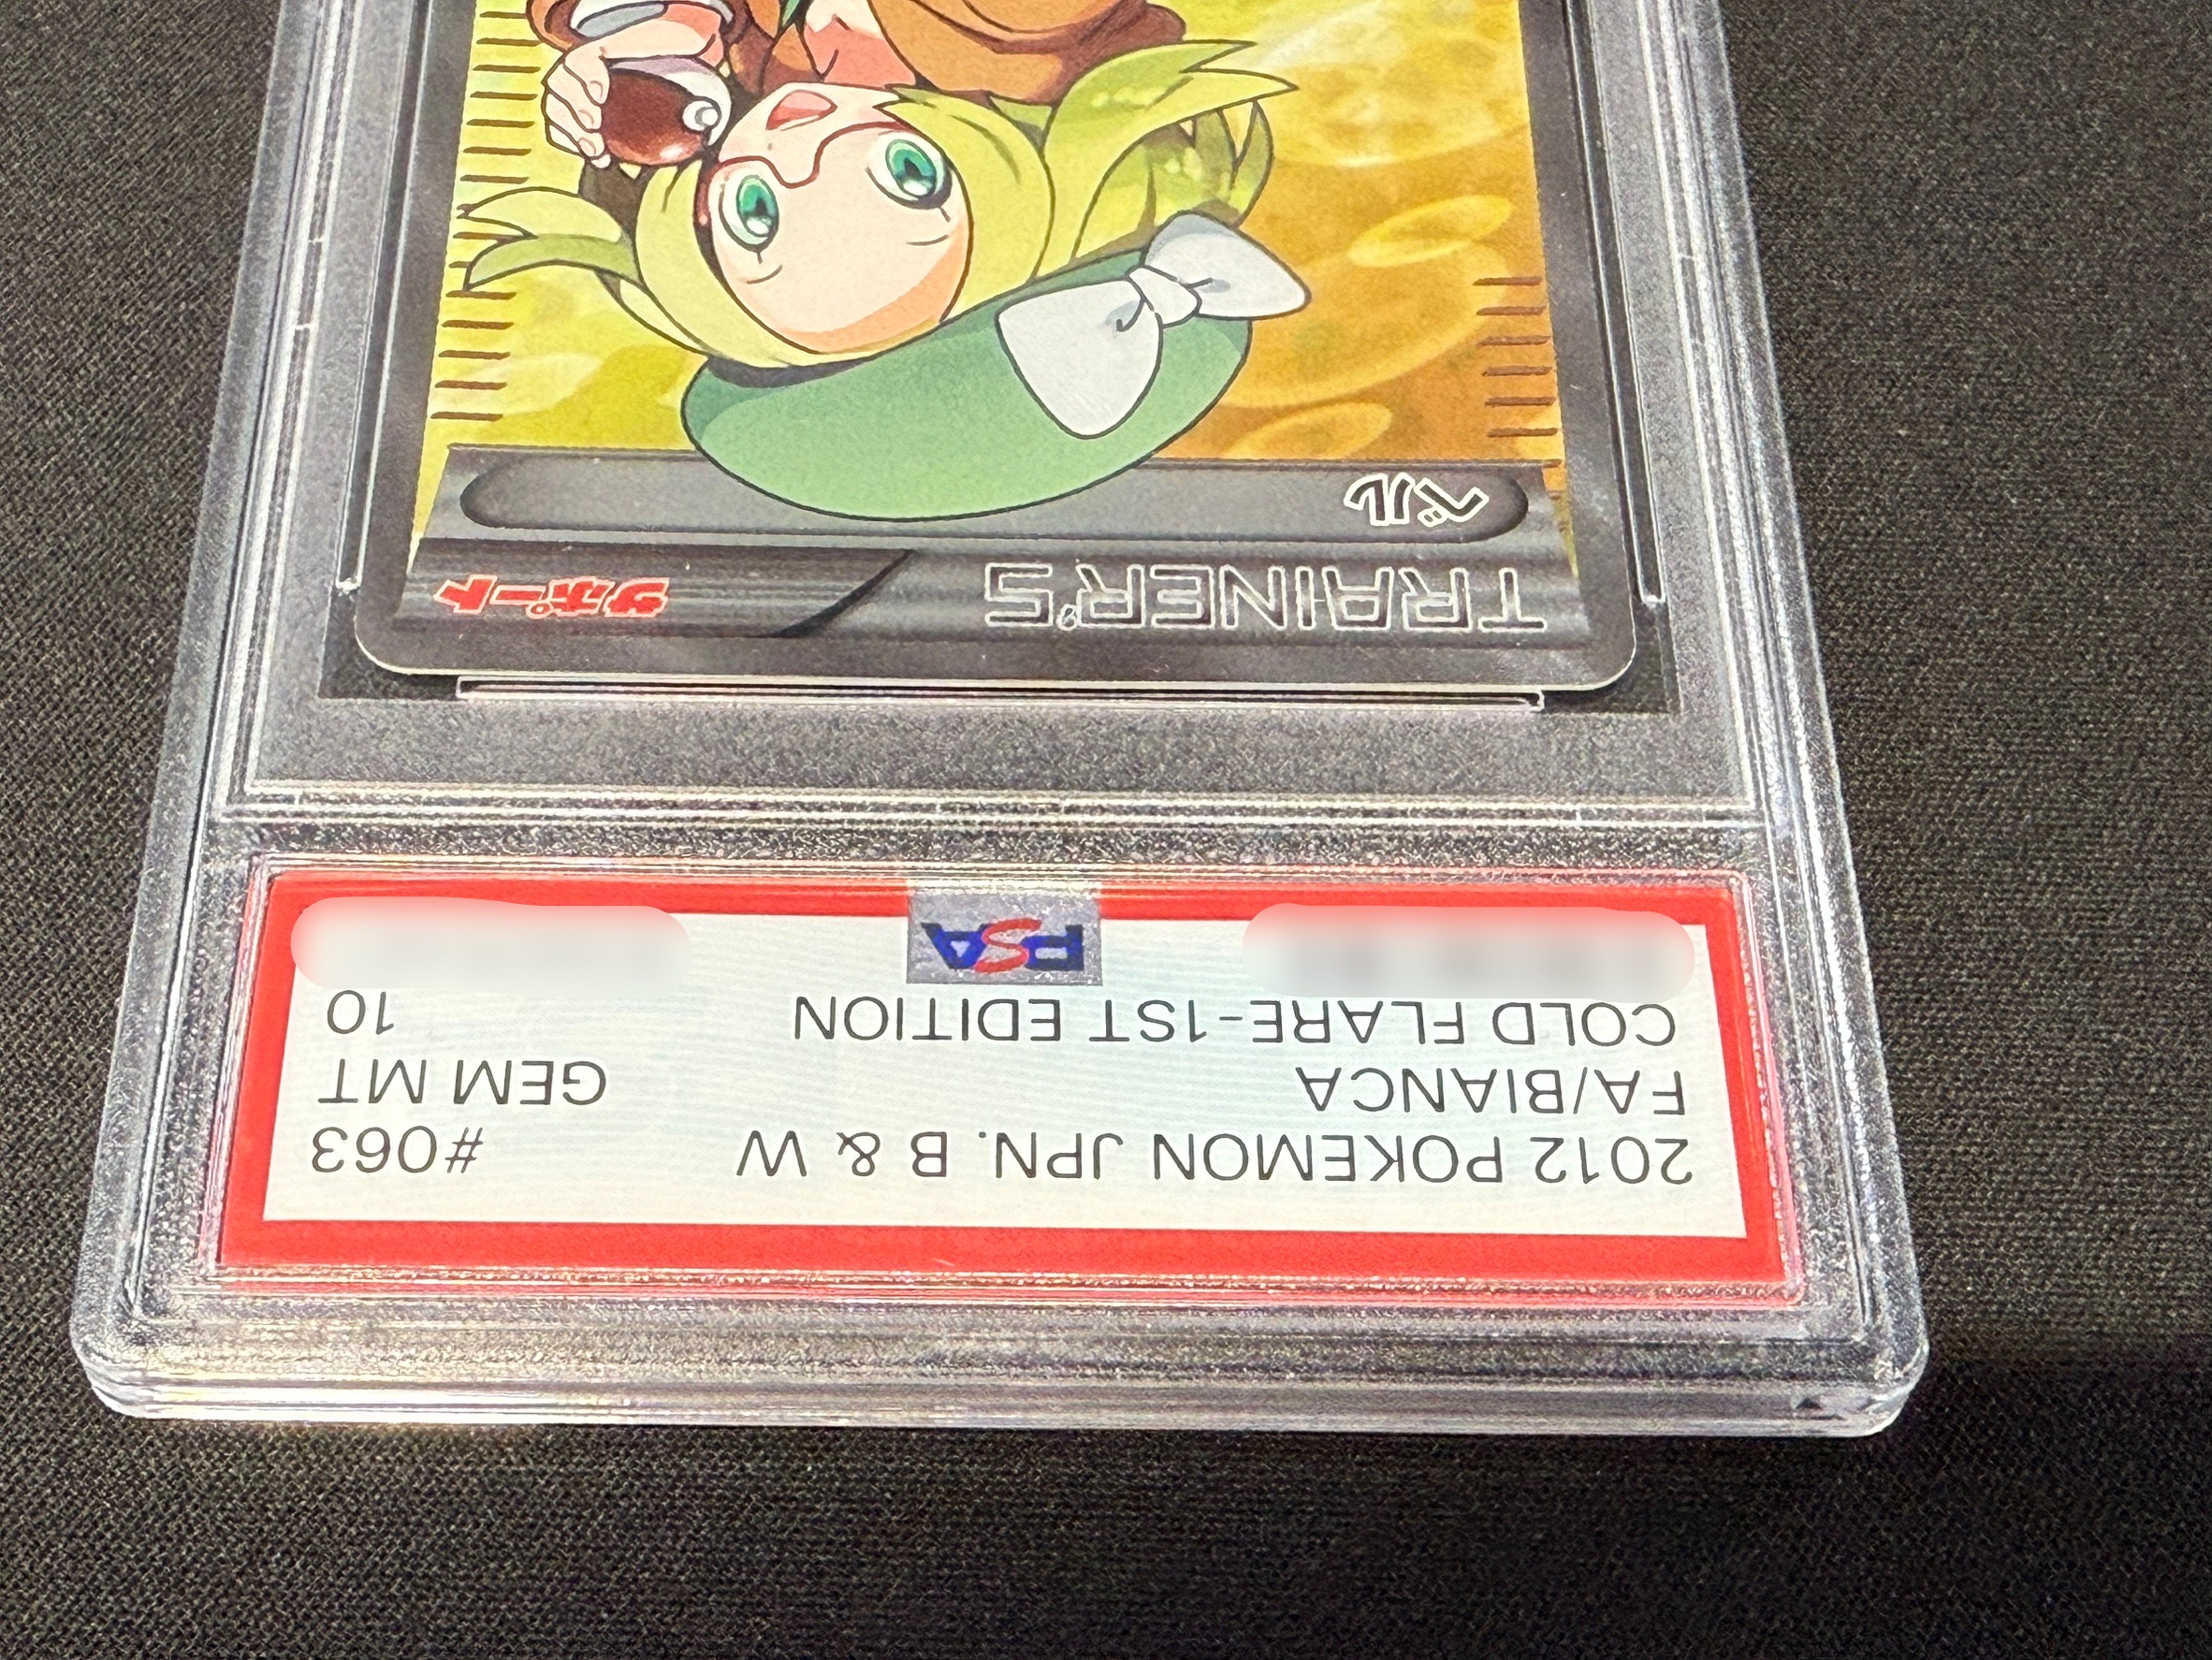 2012 POKEMON JPN. B & W #063
FA/BIANCA GEM MT
COLD FLARE-1ST EDITION 10
PSA
TRAINER'S サポート
ベル